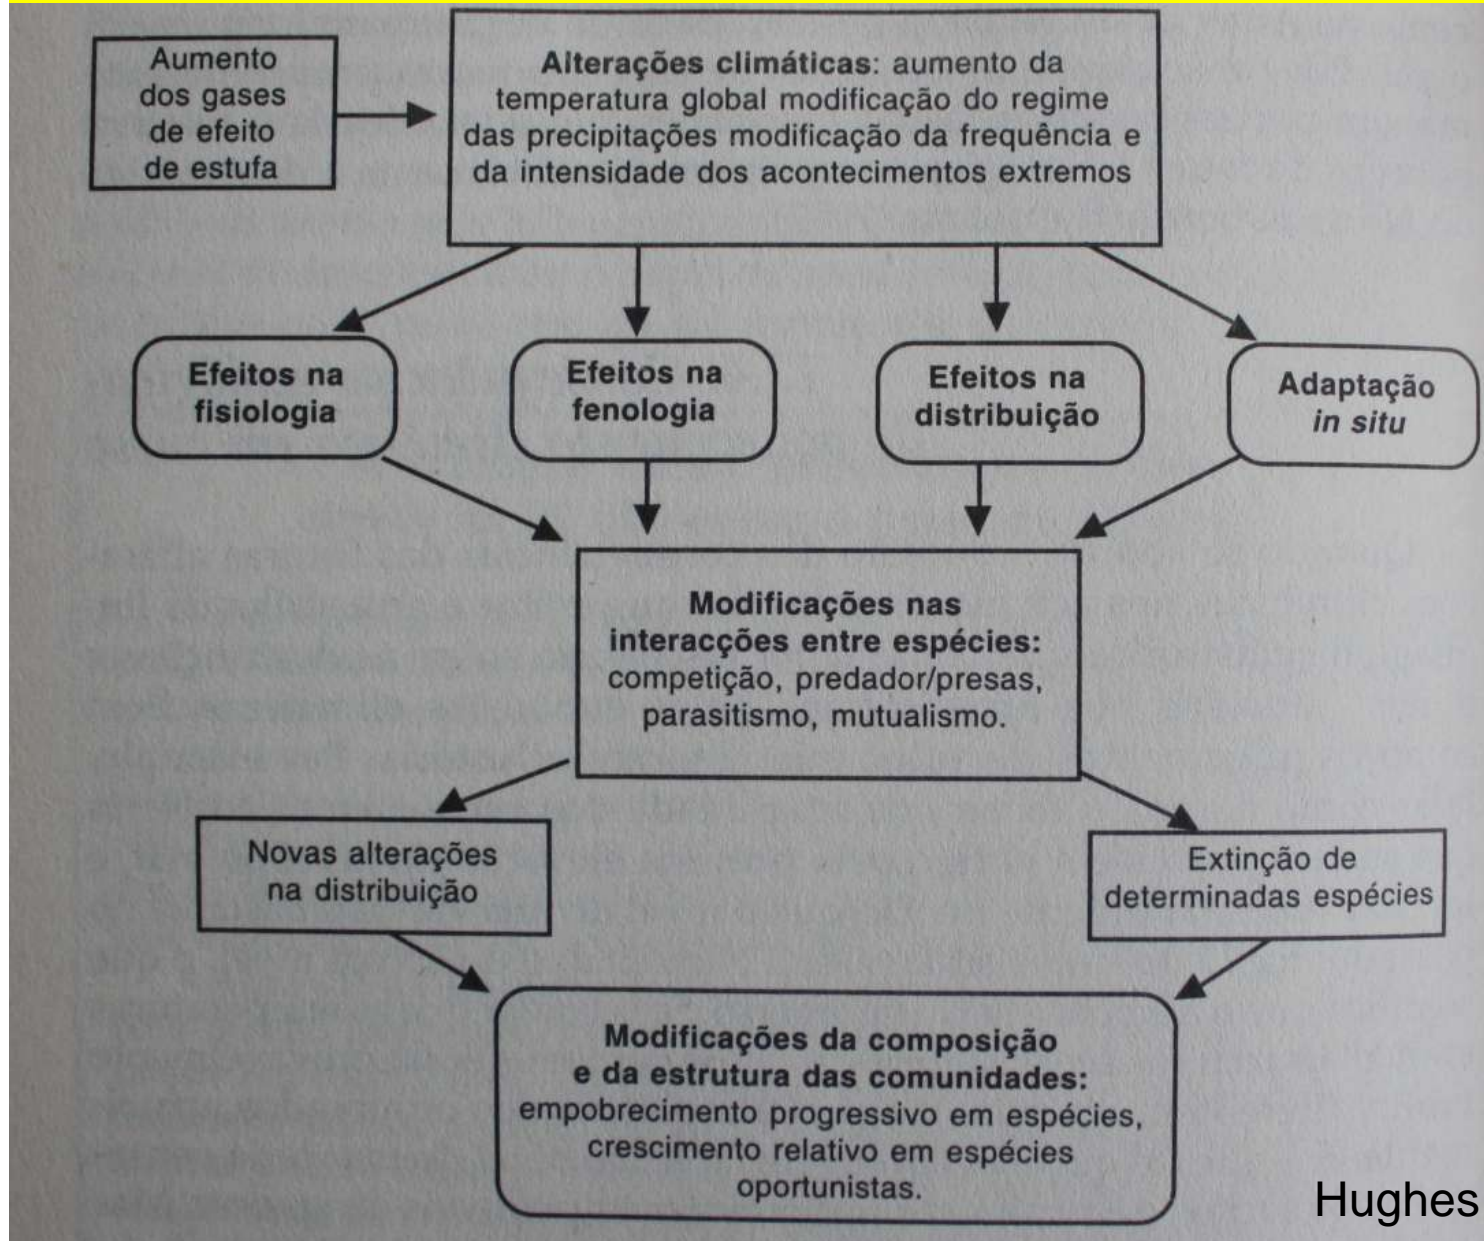 Aumento
dos gases
de efeito
de estufa
Alterações climáticas: aumento da
temperatura global modificação do regime
das precipitações modificação da frequência e
da intensidade dos acontecimentos extremos
Efeitos na
fisiologia
Efeitos na
fenologia
Efeitos na
distribuição
Adaptação
in situ
Modificações nas
interacções entre espécies:
competição, predador/presas,
parasitismo, mutualismo.
Novas alterações
na distribuição
Extinção de
determinadas espécies
Modificações da composição
e da estrutura das comunidades:
empobrecimento progressivo em espécies,
crescimento relativo em espécies
oportunistas.
Hughes